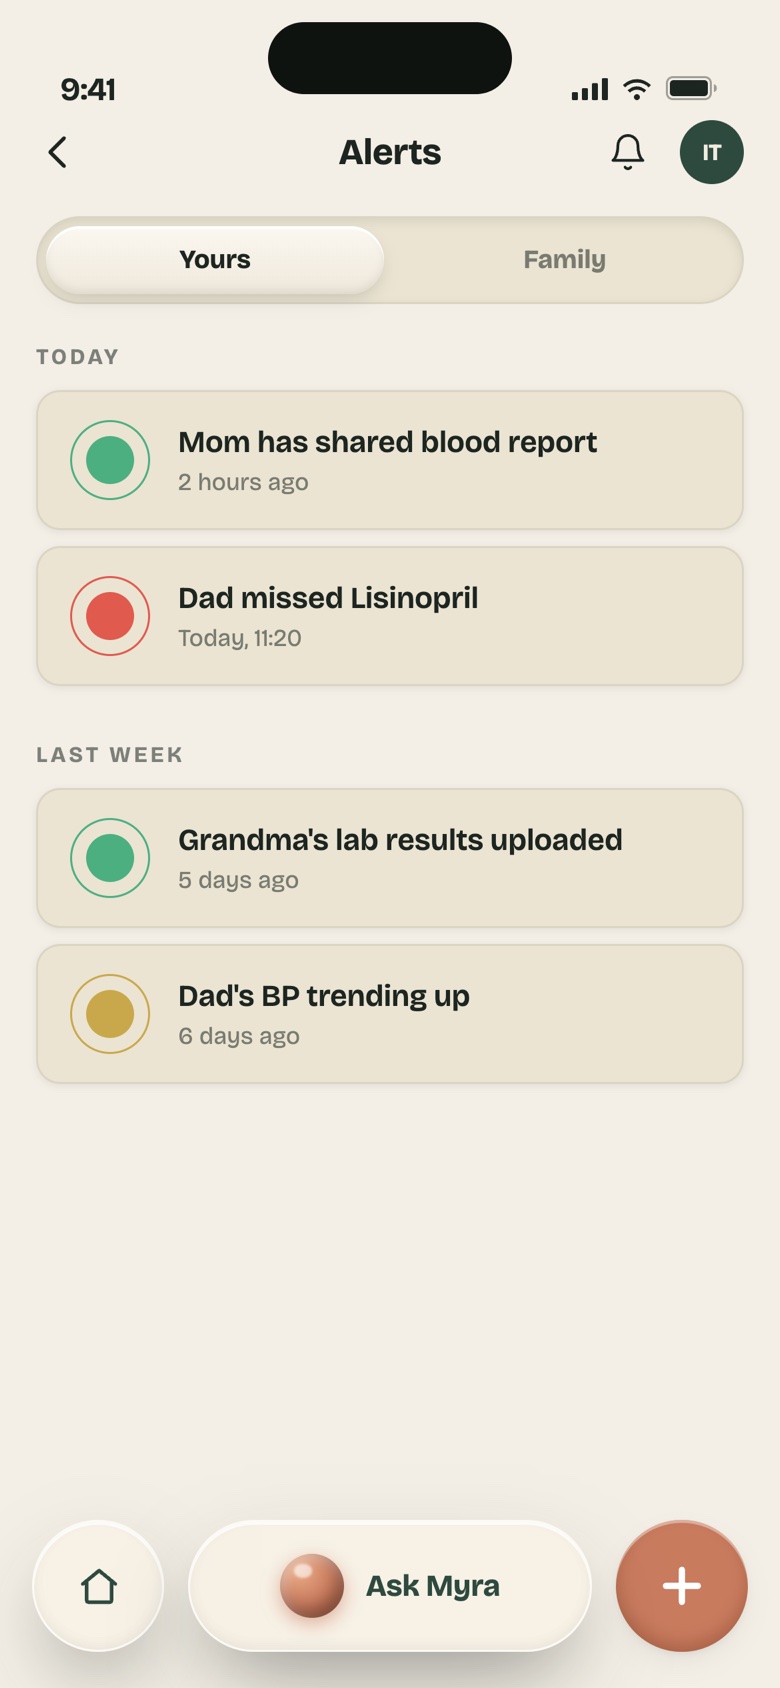 9:41
Alerts
IT
Yours
Family
TODAY
Mom has shared blood report
2 hours ago
Dad missed Lisinopril
Today, 11:20
LAST WEEK
Grandma's lab results uploaded
5 days ago
Dad's BP trending up
6 days ago
Ask Myra